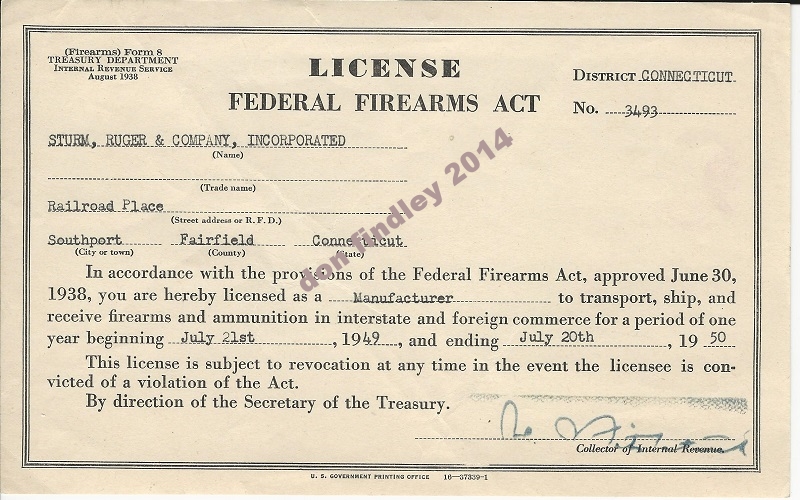 (Firearms) Form 8
TREASURY DEPARTMENT
INTERNAL REVENUE SERVICE
August 1938
LICENSE
FEDERAL FIREARMS ACT
DISTRICT CONNECTICUT
No. 3493
STURM, RUGER & COMPANY, INCORPORATED
(Name)
(Trade name)
Railroad Place
(Street address or R. F. D.)
Southport Fairfield Connecticut
(City or town) (County) (State)
In accordance with the provisions of the Federal Firearms Act, approved June 30,
1938, you are hereby licensed as a Manufacturer to transport, ship, and
receive firearms and ammunition in interstate and foreign commerce for a period of one
year beginning July 21st, 1949, and ending July 20th, 19 50
This license is subject to revocation at any time in the event the licensee is con-
victed of a violation of the Act.
By direction of the Secretary of the Treasury.
Collector of Internal Revenue.
U. S. GOVERNMENT PRINTING OFFICE 16—37339-1
don findley 2014